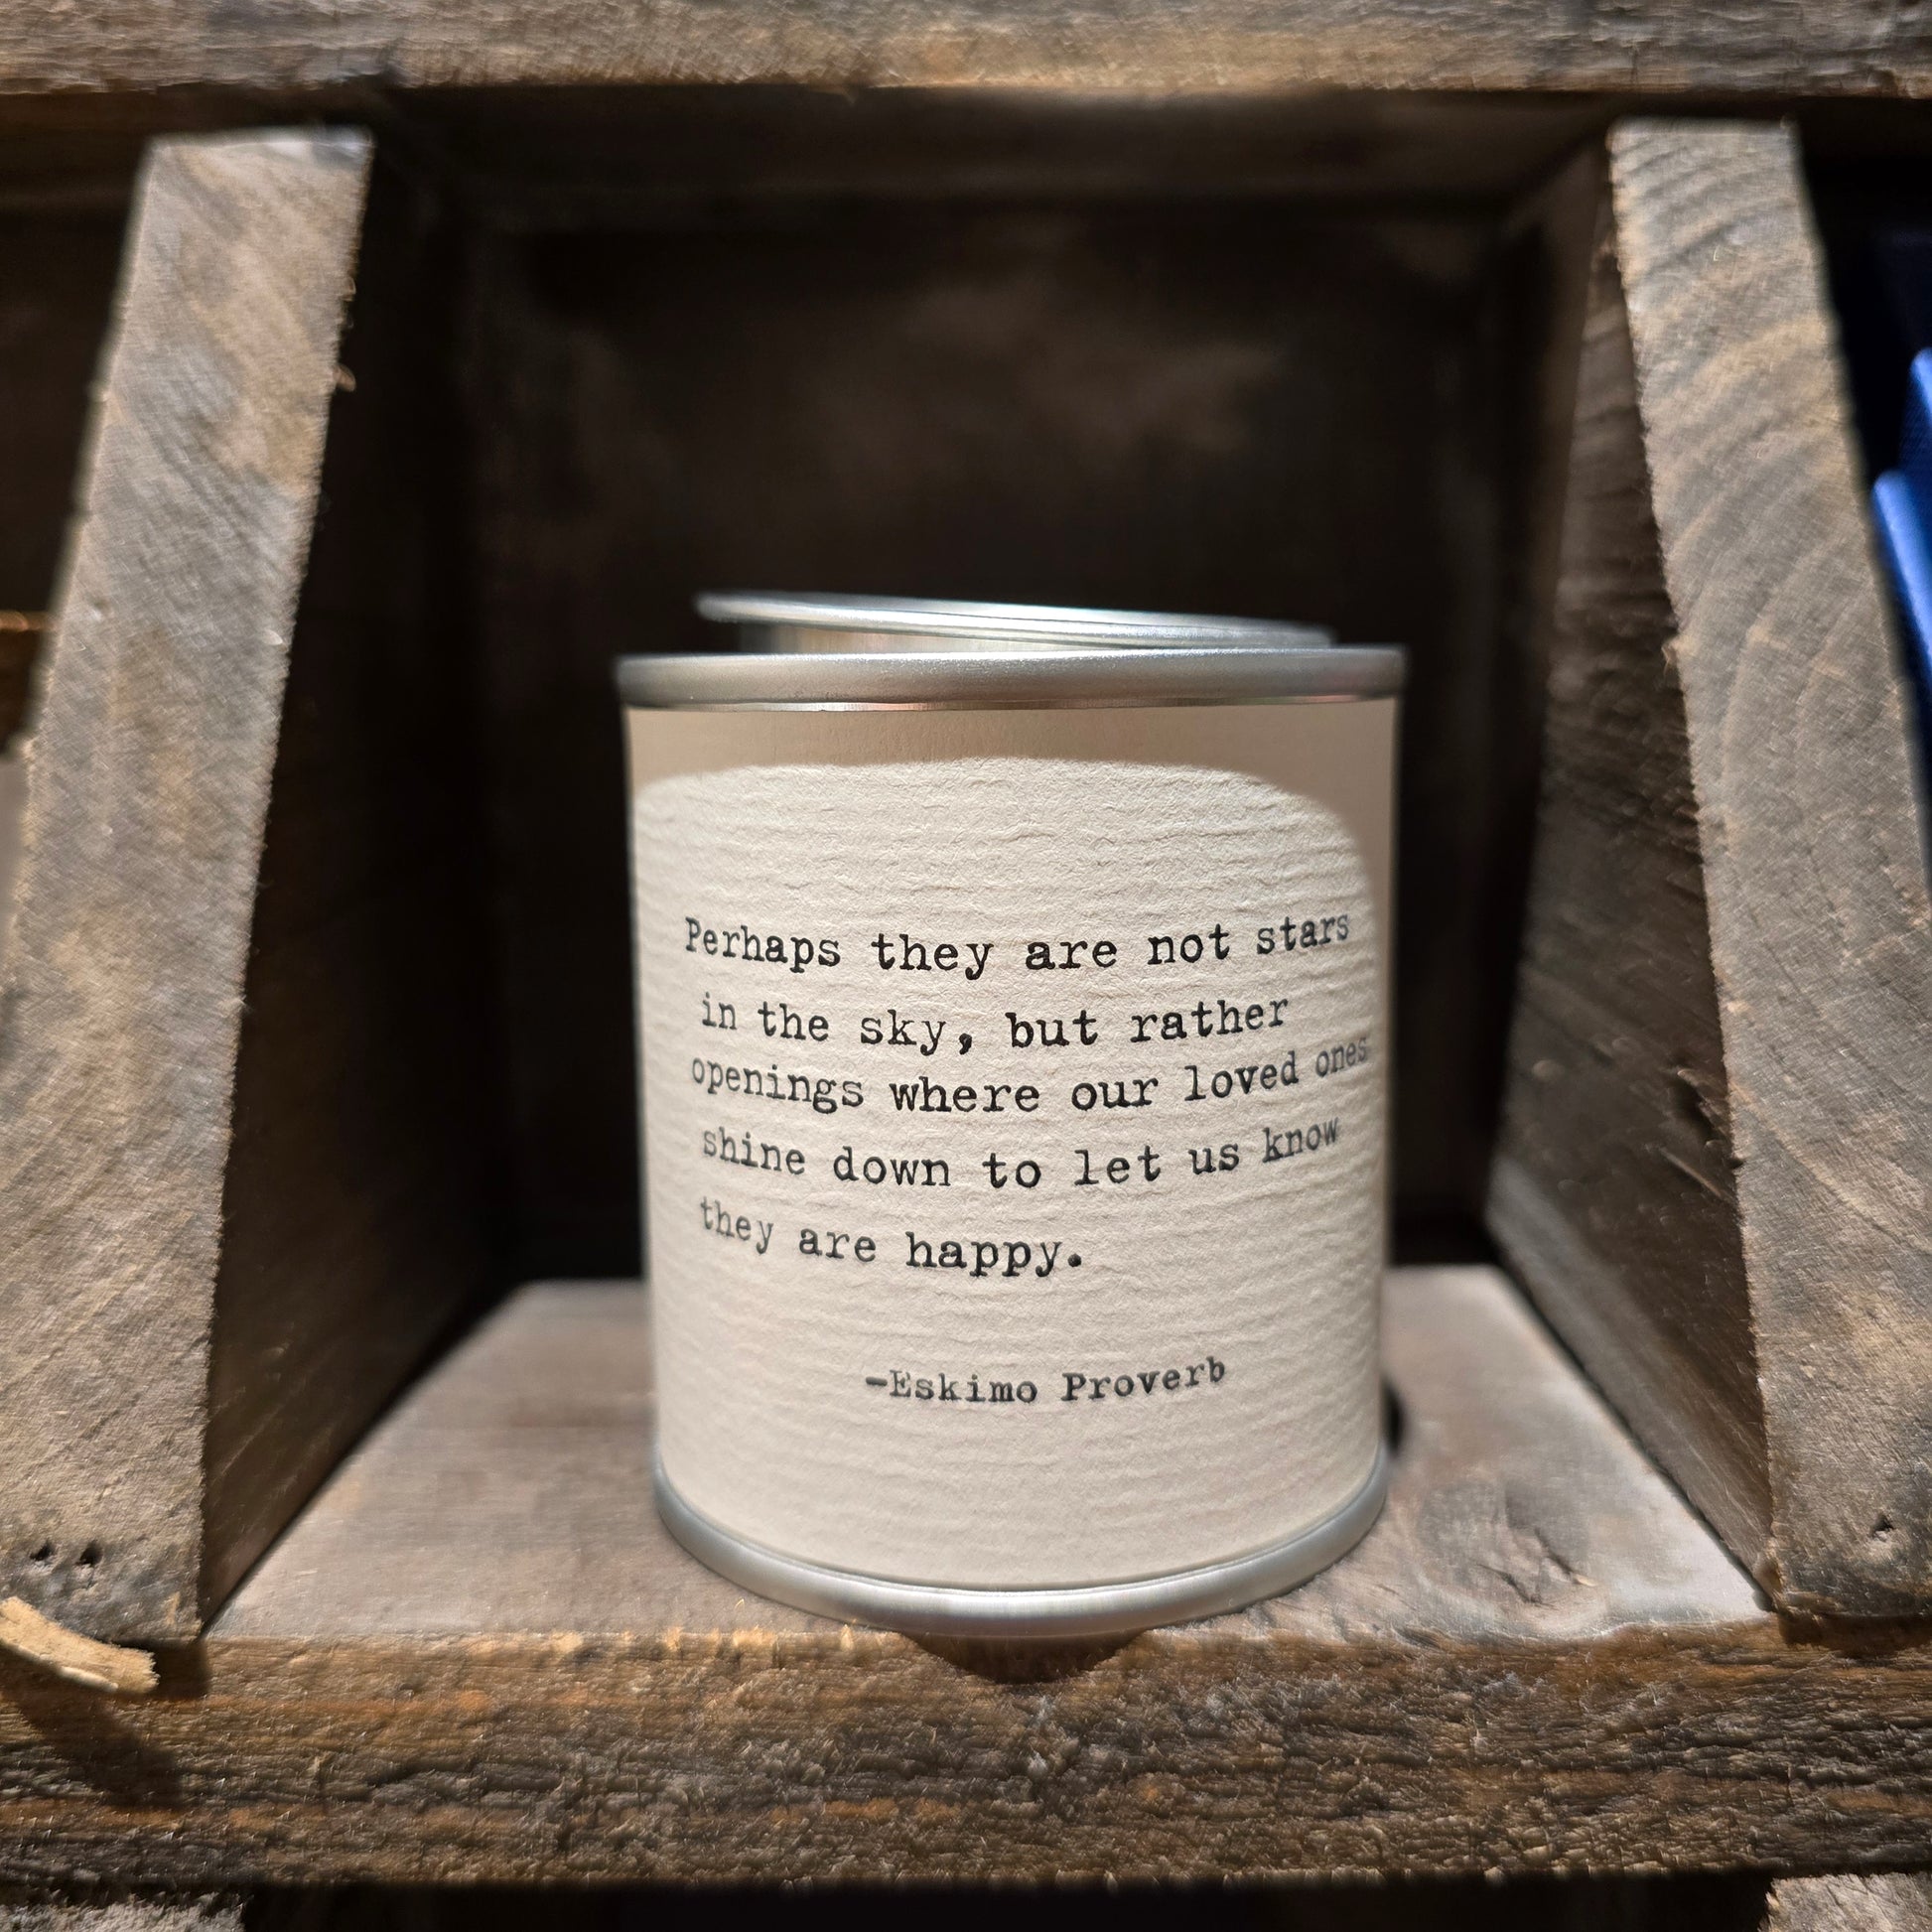 Perhaps they are not stars
in the sky, but rather
openings where our loved ones
shine down to let us know
they are happy.
-Eskimo Proverb